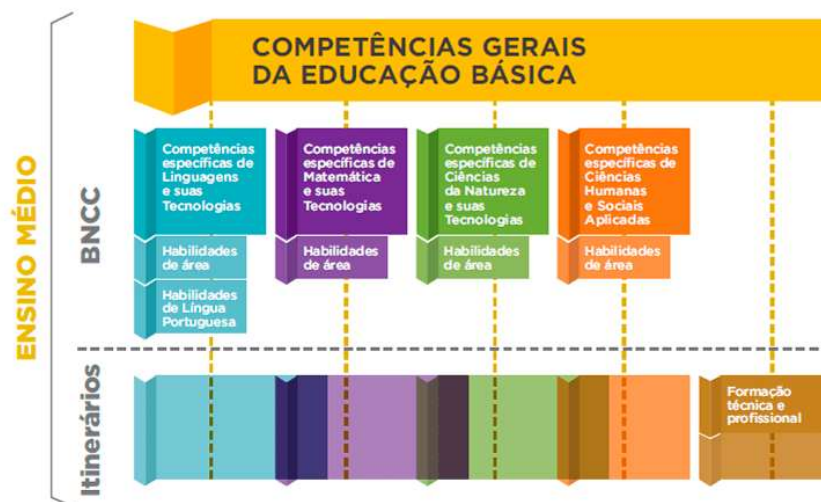 COMPETÊNCIAS GERAIS
DA EDUCAÇÃO BÁSICA
ENSINO MÉDIO
BNCC
Competências
específicas de
Linguagens
e suas
Tecnologias
Habilidades
de área
Habilidades
de Língua
Portuguesa
Competências
específicas de
Matemática
e suas
Tecnologias
Habilidades
de área
Competências
específicas de
Ciências
da Natureza
e suas
Tecnologias
Habilidades
de área
Competências
específicas de
Ciências
Humanas
e Sociais
Aplicadas
Habilidades
de área
Itinerários
Formação
técnica e
profissional